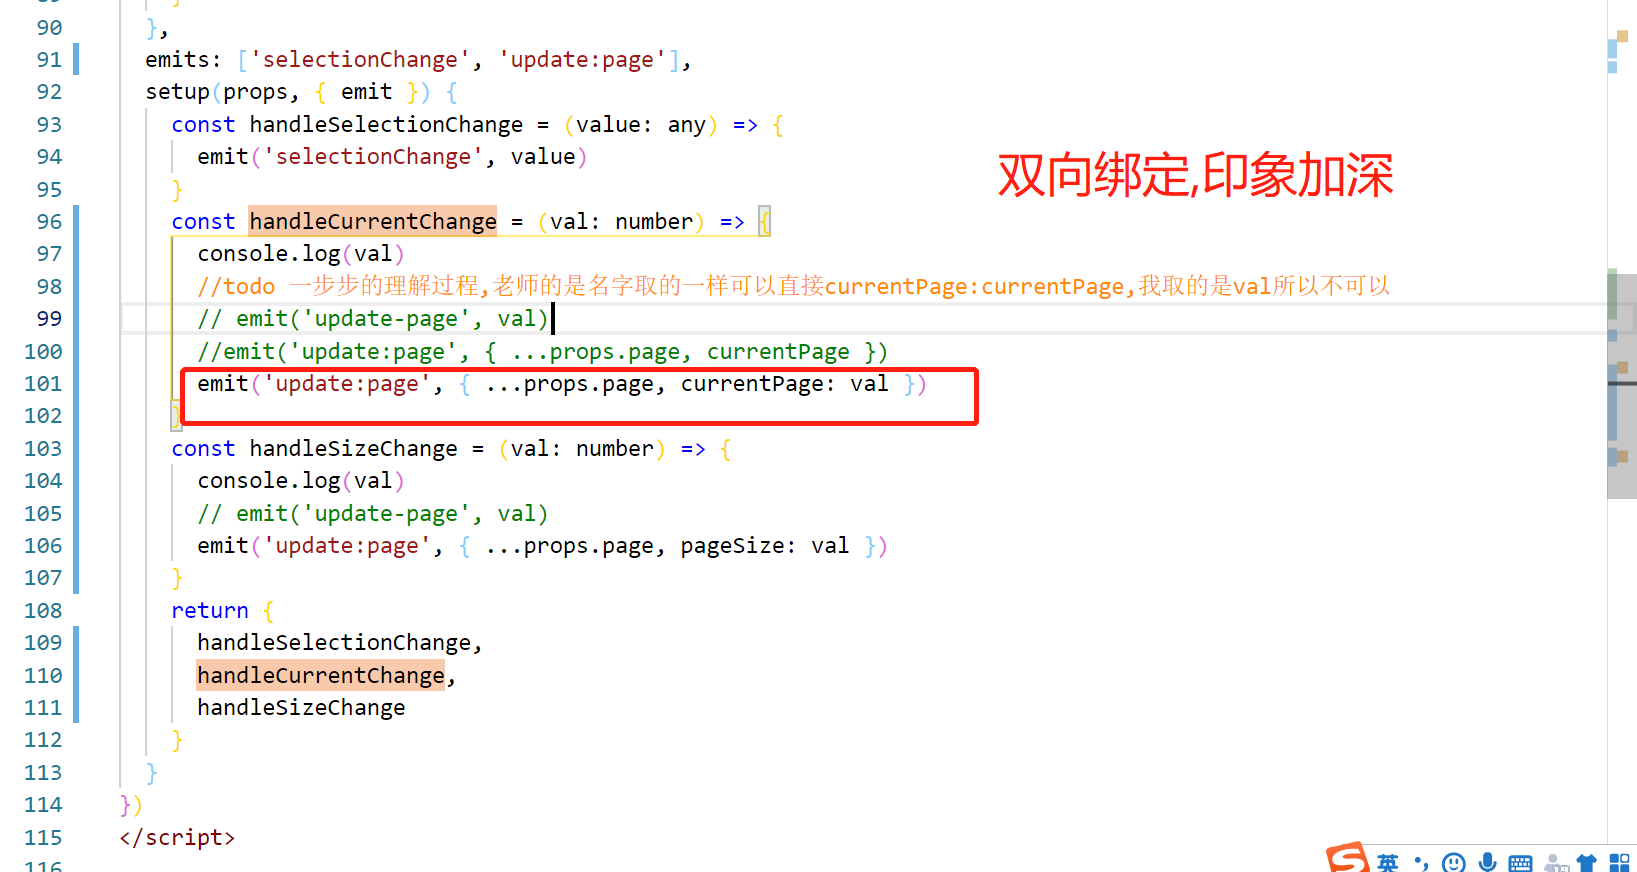 90 },
91 emits: ['selectionChange', 'update:page'],
92 setup(props, { emit }) {
93 const handleSelectionChange = (value: any) => {
94 emit('selectionChange', value)
95 }
双向绑定,印象加深
96 const handleCurrentChange = (val: number) => {
97 console.log(val)
98 //todo 一步步的理解过程,老师的是名字取的一样可以直接currentPage:currentPage,我取的是val所以不可以
99 // emit('update-page', val)
100 //emit('update:page', { ...props.page, currentPage })
101 emit('update:page', { ...props.page, currentPage: val })
102 }
103 const handleSizeChange = (val: number) => {
104 console.log(val)
105 // emit('update-page', val)
106 emit('update:page', { ...props.page, pageSize: val })
107 }
108 return {
109 handleSelectionChange,
110 handleCurrentChange,
111 handleSizeChange
112 }
113 }
114 })
115 </script>
116
英